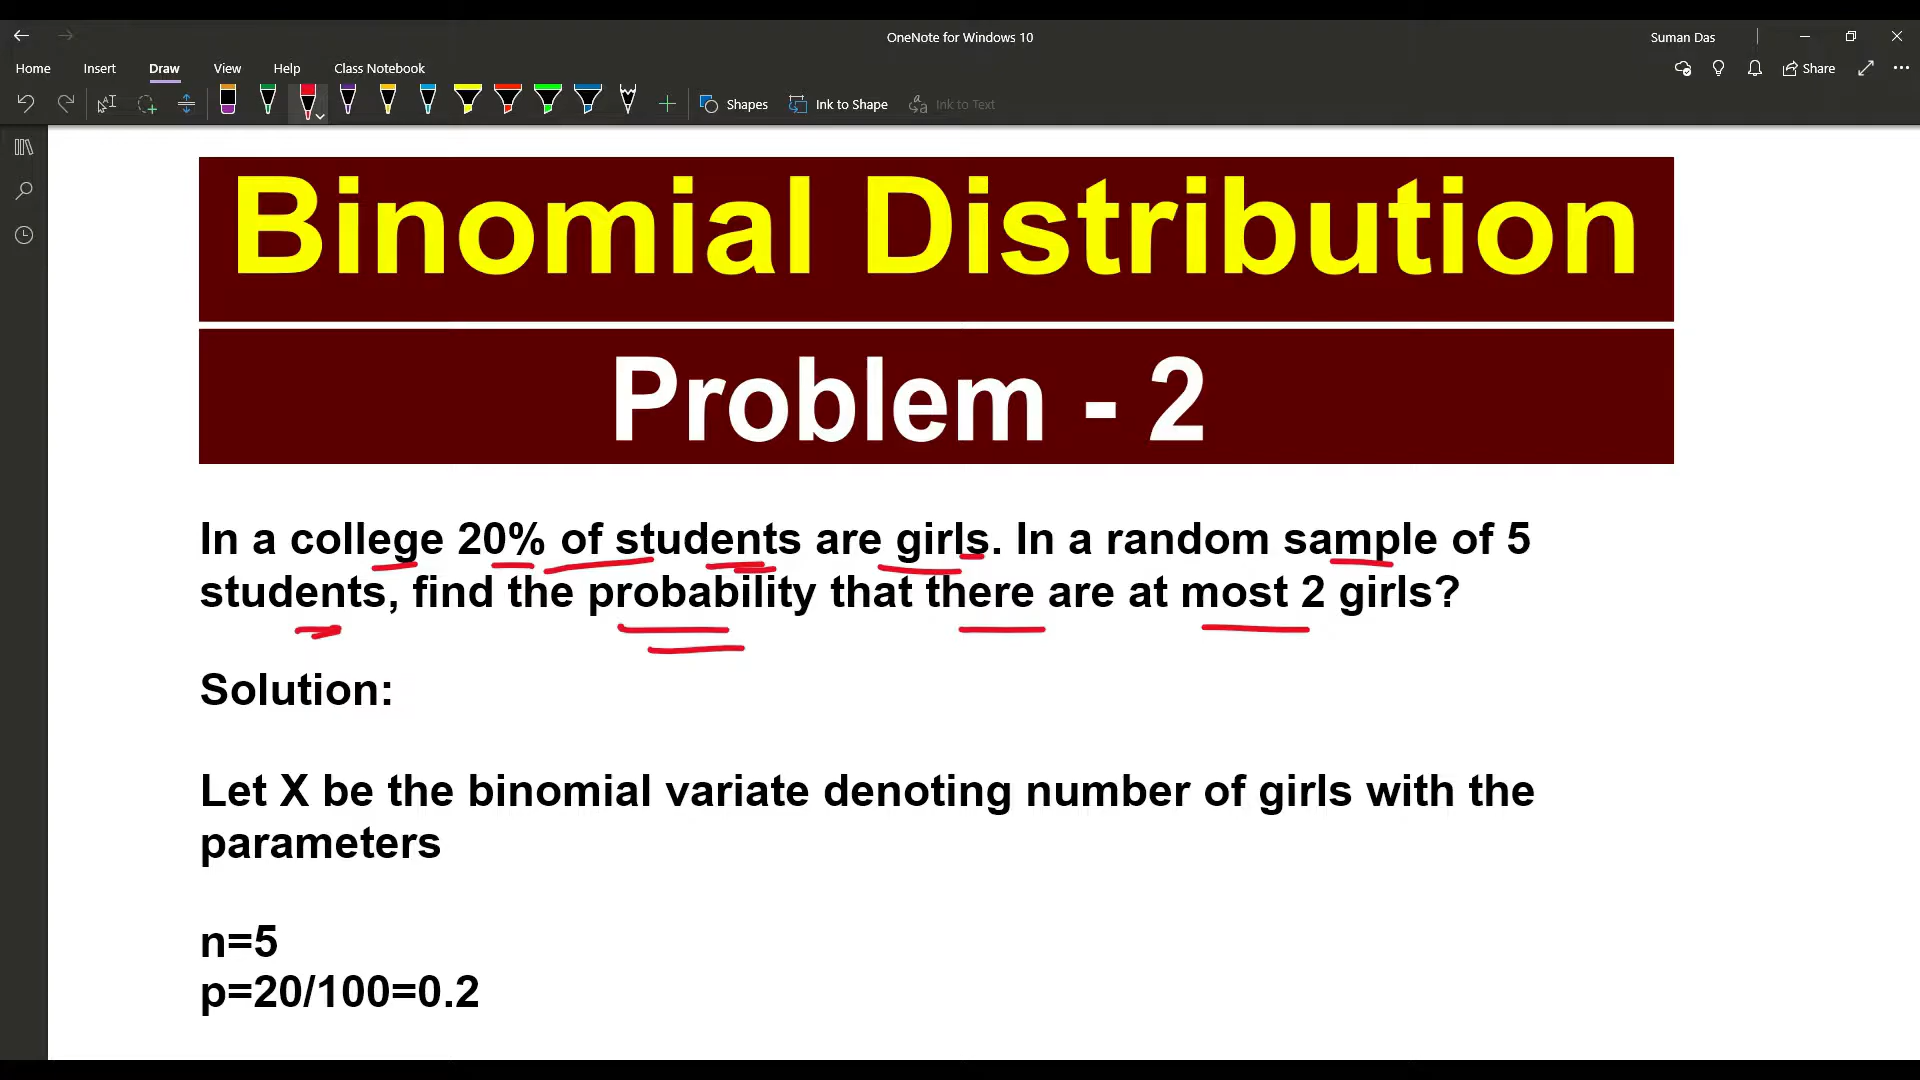 OneNote for Windows 10
Suman Das
Home Insert Draw View Help Class Notebook
Share
Shapes Ink to Shape Ink to Text
Binomial Distribution
Problem - 2
In a college 20% of students are girls. In a random sample of 5
students, find the probability that there are at most 2 girls?
Solution:
Let X be the binomial variate denoting number of girls with the
parameters
n=5
p=20/100=0.2